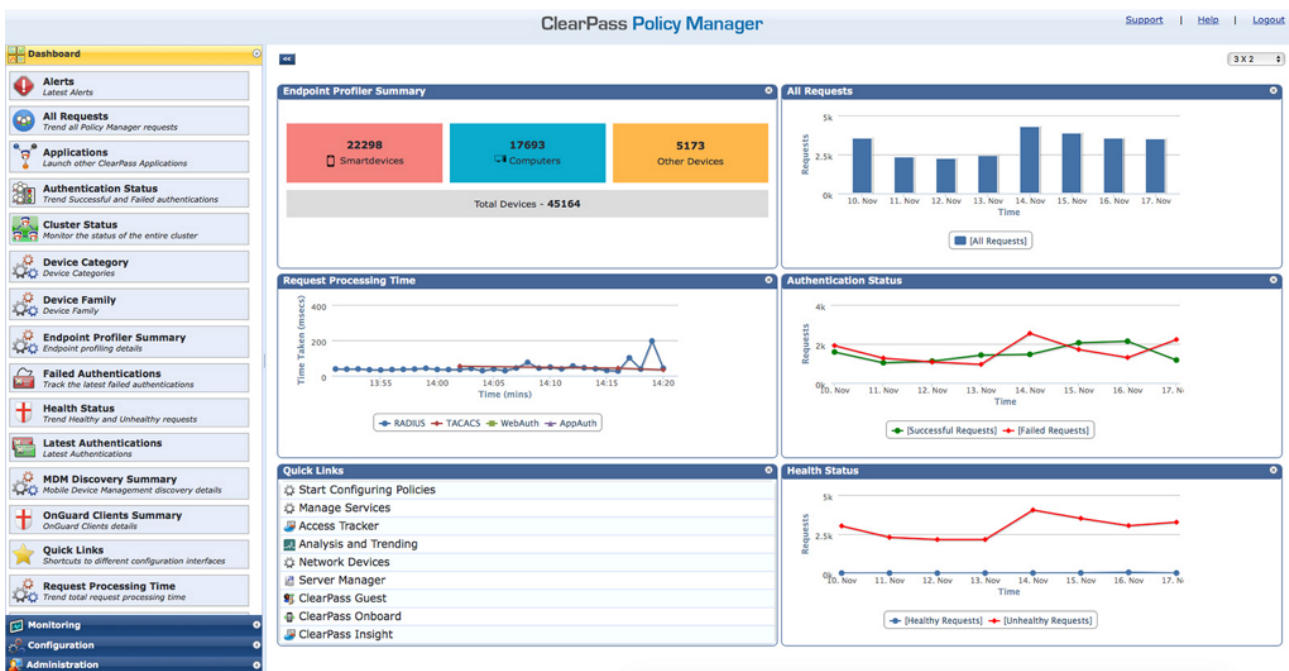 ClearPass Policy Manager
Support | Help | Logout
Dashboard
Alerts
Latest Alerts
All Requests
Trend all Policy Manager requests
Applications
Launch other ClearPass Applications
Authentication Status
Trend Successful and Failed authentications
Cluster Status
Monitor the status of the entire cluster
Device Category
Device Categories
Device Family
Device Family
Endpoint Profiler Summary
Endpoint profiling details
Failed Authentications
Track the latest failed authentications
Health Status
Trend Healthy and Unhealthy requests
Latest Authentications
Latest Authentications
MDM Discovery Summary
Mobile Device Management discovery details
OnGuard Clients Summary
OnGuard Clients details
Quick Links
Shortcuts to different configuration interfaces
Request Processing Time
Trend total request processing time
Monitoring
Configuration
Administration
<<
3 X 2
Endpoint Profiler Summary
22298
Smartdevices
17693
Computers
5173
Other Devices
Total Devices - 45164
All Requests
Requests
5k
2.5k
0k
10. Nov 11. Nov 12. Nov 13. Nov 14. Nov 15. Nov 16. Nov 17. Nov
Time
[All Requests]
Request Processing Time
Time Taken (msecs)
400
200
0
13:55 14:00 14:05 14:10 14:15 14:20
Time (mins)
RADIUS TACACS WebAuth AppAuth
Authentication Status
Requests
4k
2k
0k
10. Nov 11. Nov 12. Nov 13. Nov 14. Nov 15. Nov 16. Nov 17. N
Time
[Successful Requests] [Failed Requests]
Quick Links
Start Configuring Policies
Manage Services
Access Tracker
Analysis and Trending
Network Devices
Server Manager
ClearPass Guest
ClearPass Onboard
ClearPass Insight
Health Status
Requests
5k
2.5k
0k
10. Nov 11. Nov 12. Nov 13. Nov 14. Nov 15. Nov 16. Nov 17. N
Time
[Healthy Requests] [Unhealthy Requests]